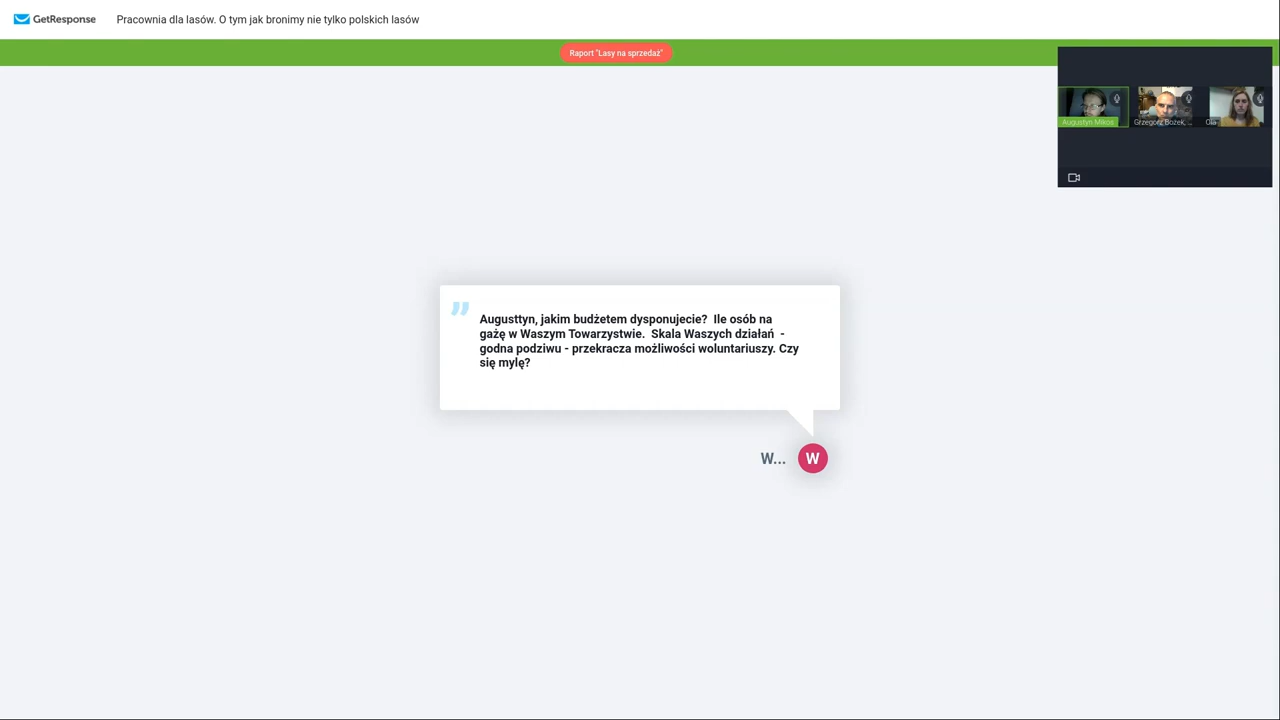 GetResponse
Pracownia dla lasów. O tym jak bronimy nie tylko polskich lasów
Raport "Lasy na sprzedaż"
Augustyn Mikos
Grzegorz Bożek, ...
Ola
Augusttyn, jakim budżetem dysponujecie?  Ile osób na
gażę w Waszym Towarzystwie.  Skala Waszych działań  -
godna podziwu - przekracza możliwości woluntariuszy. Czy
się mylę?
W...
W